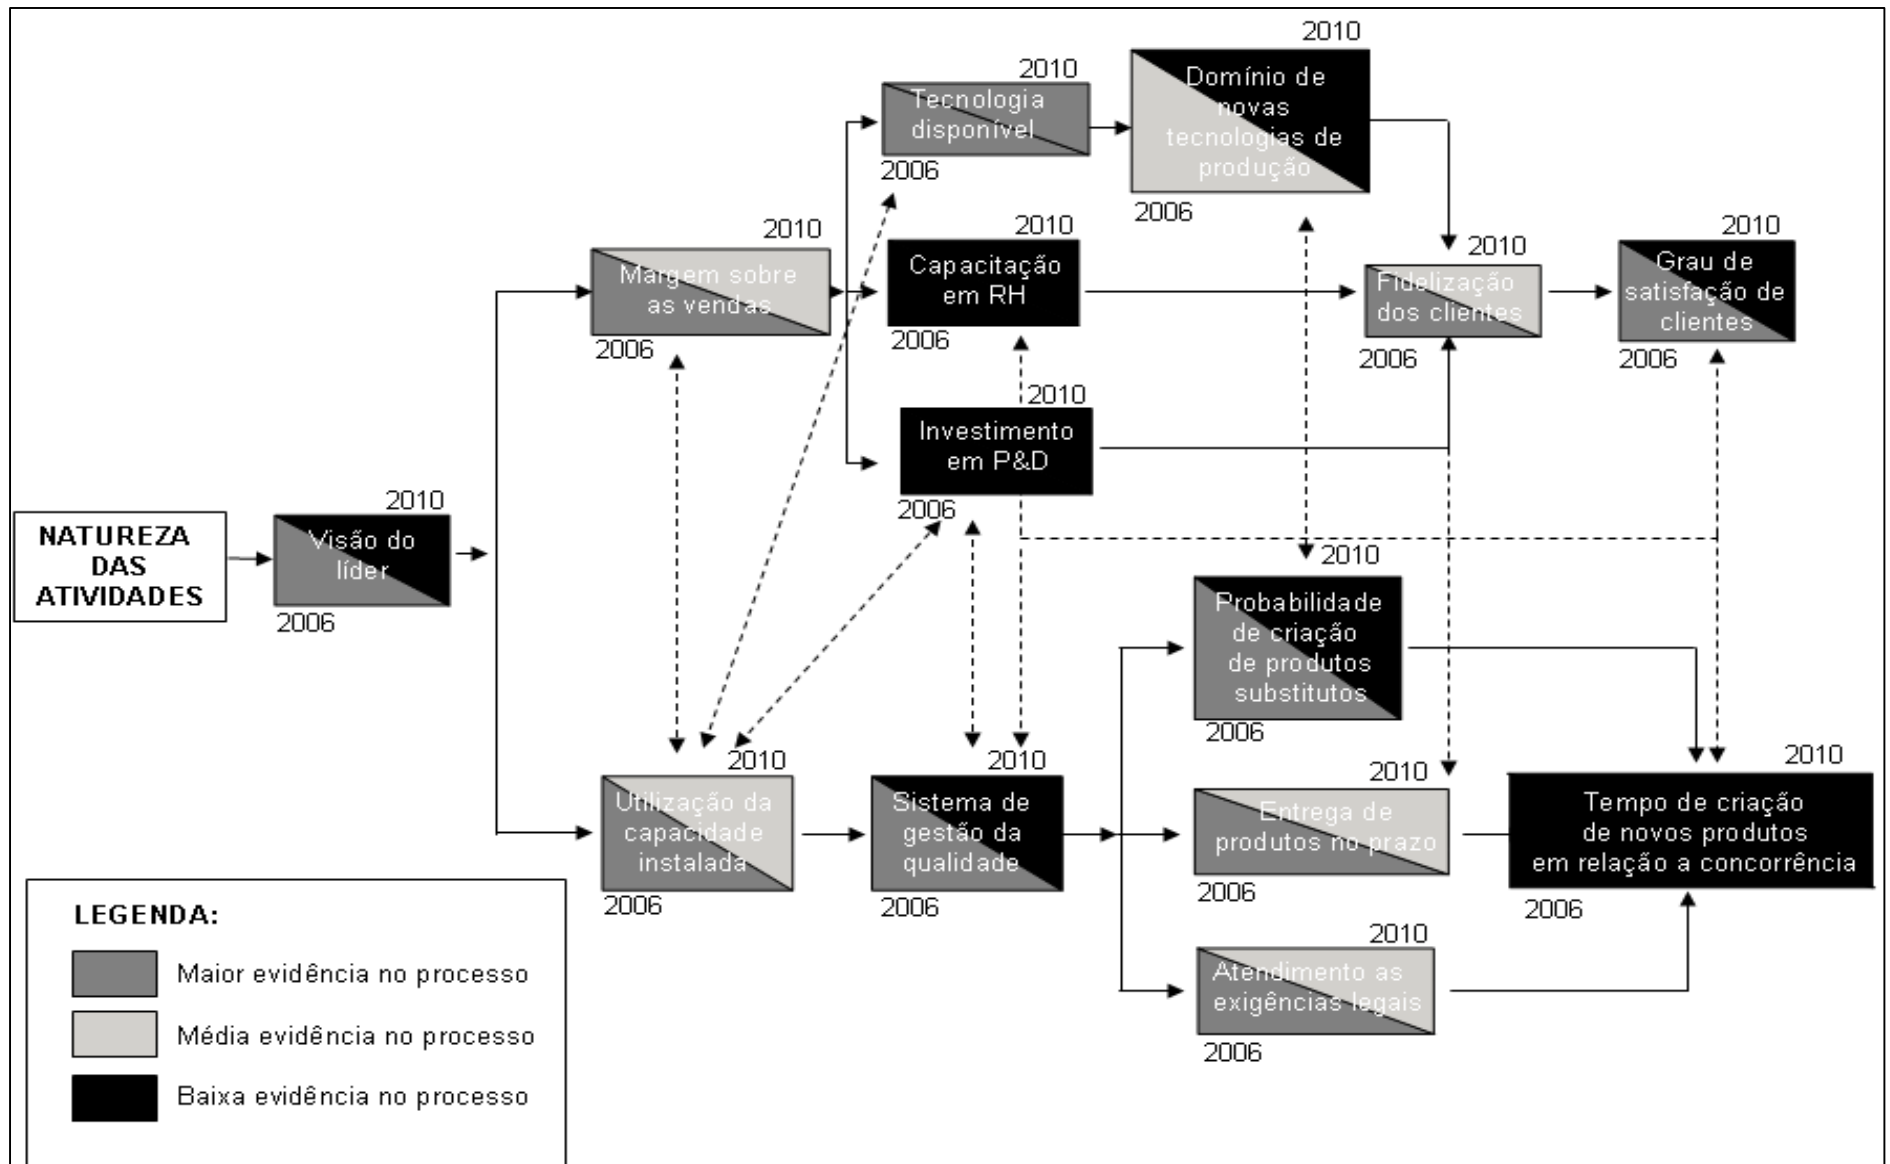 2010
Tecnologia
disponível
2006
2010
Domínio de
novas
tecnologias de
produção
2006
2010
Margem sobre
as vendas
2006
2010
Capacitação
em RH
2006
2010
Fidelização
dos clientes
2006
2010
Grau de
satisfação de
clientes
2006
2010
Investimento
em P&D
2006
NATUREZA
DAS
ATIVIDADES
2010
Visão do
líder
2006
2010
Probabilidade
de criação
de produtos
substitutos
2006
2010
Utilização da
capacidade
instalada
2006
2010
Sistema de
gestão da
qualidade
2006
2010
Entrega de
produtos no prazo
2006
2010
Tempo de criação
de novos produtos
em relação a concorrência
2006
2010
Atendimento as
exigências legais
2006
LEGENDA:
Maior evidência no processo
Média evidência no processo
Baixa evidência no processo